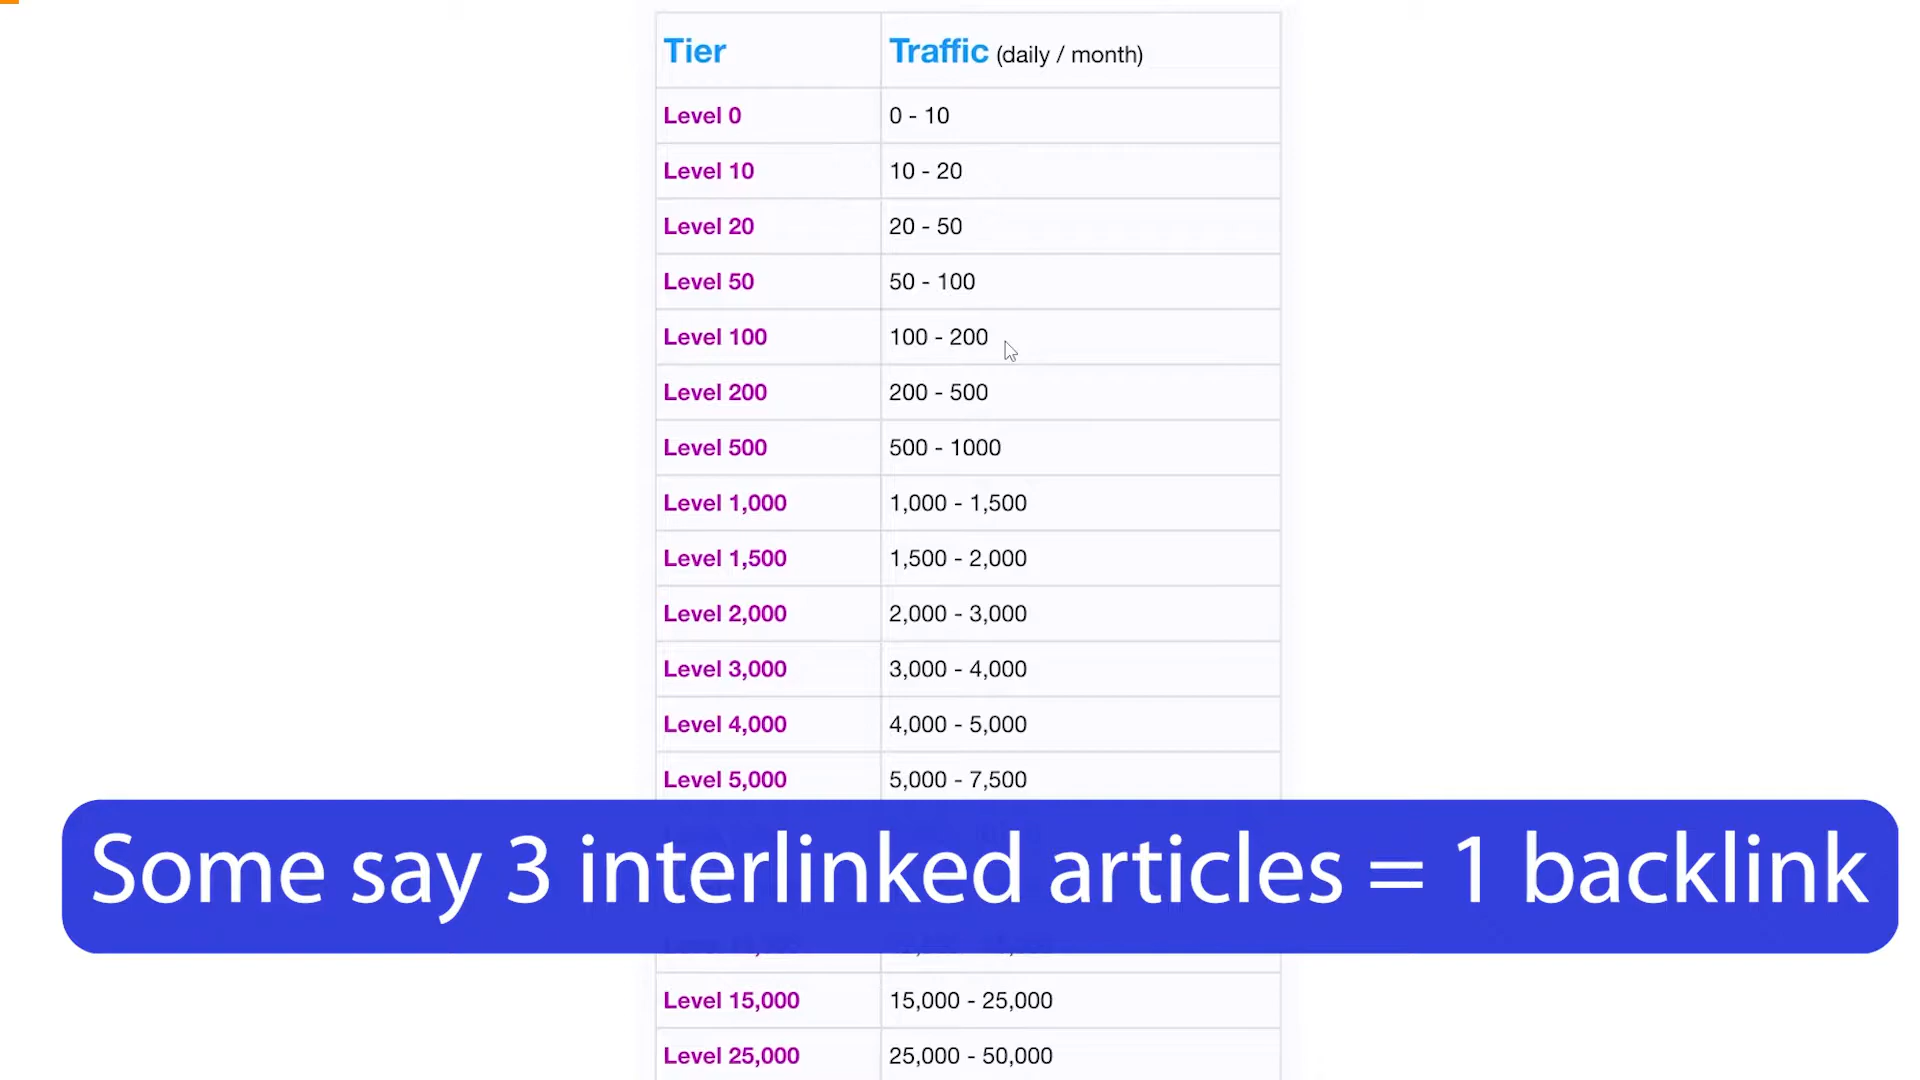 Tier Traffic (daily / month)
Level 0 0 - 10
Level 10 10 - 20
Level 20 20 - 50
Level 50 50 - 100
Level 100 100 - 200
Level 200 200 - 500
Level 500 500 - 1000
Level 1,000 1,000 - 1,500
Level 1,500 1,500 - 2,000
Level 2,000 2,000 - 3,000
Level 3,000 3,000 - 4,000
Level 4,000 4,000 - 5,000
Level 5,000 5,000 - 7,500
Some say 3 interlinked articles = 1 backlink
Level 15,000 15,000 - 25,000
Level 25,000 25,000 - 50,000